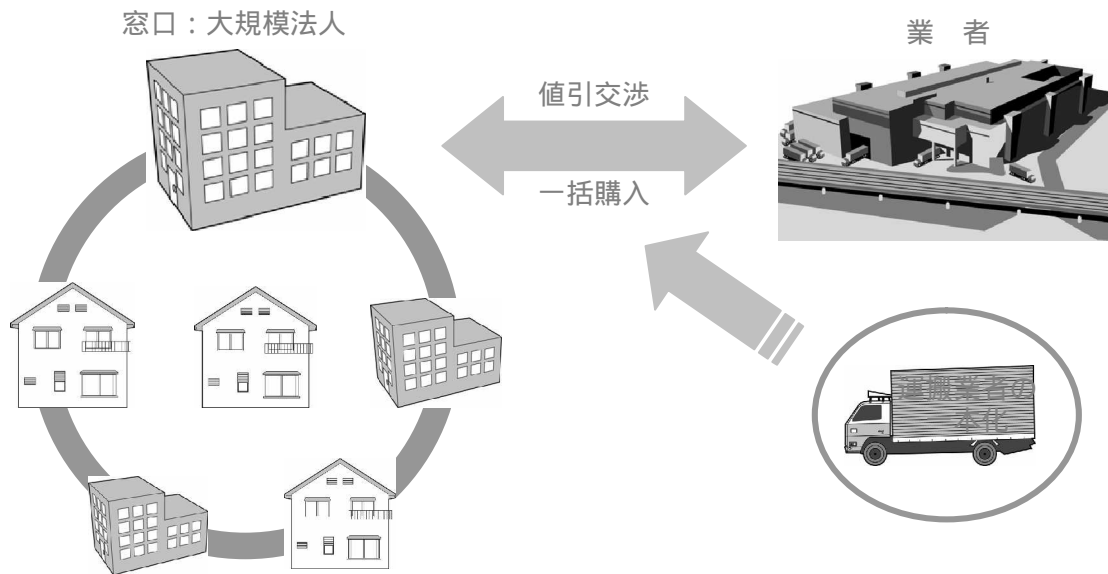 窓口：大規模法人
業　者
値引交渉
一括購入
運搬業者の
本化